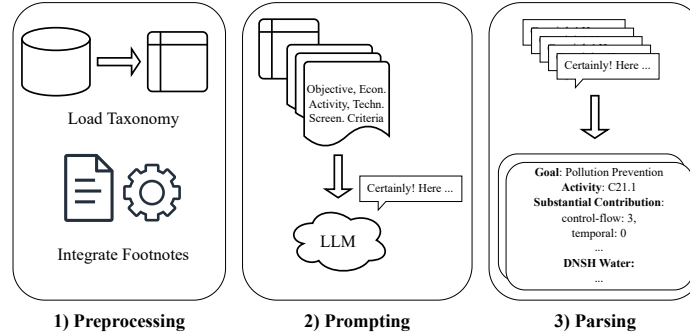 Load Taxonomy
Integrate Footnotes
1) Preprocessing
Objective, Econ.
Activity, Techn.
Screen. Criteria
Certainly! Here ...
LLM
2) Prompting
Certainly! Here ...
Goal: Pollution Prevention
Activity: C21.1
Substantial Contribution:
control-flow: 3,
temporal: 0
...
DNSH Water:
...
3) Parsing